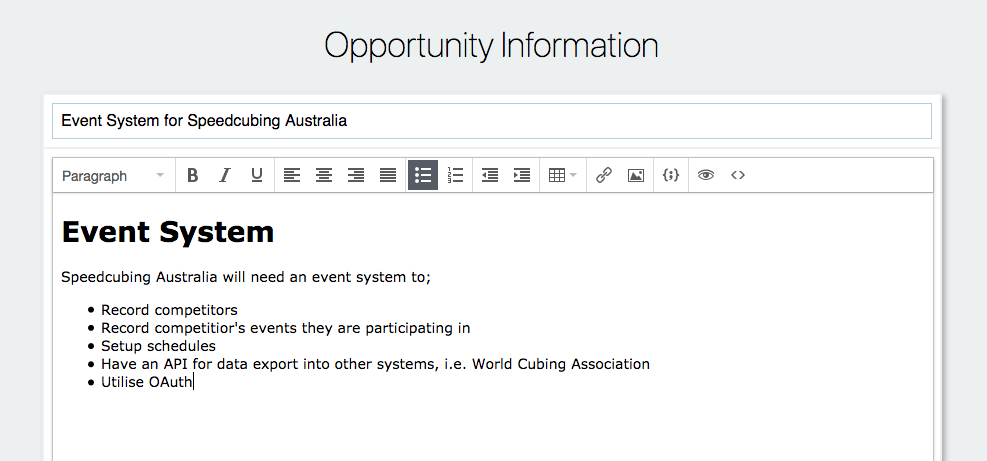 Opportunity Information
Event System for Speedcubing Australia
Paragraph B I U
Event System
Speedcubing Australia will need an event system to;
• Record competitors
• Record competitior's events they are participating in
• Setup schedules
• Have an API for data export into other systems, i.e. World Cubing Association
• Utilise OAuth